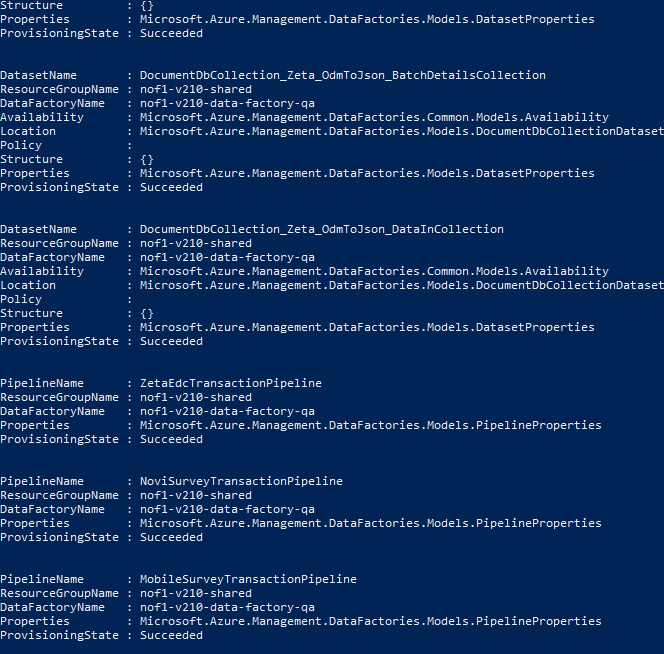 Structure         : {}
Properties        : Microsoft.Azure.Management.DataFactories.Models.DatasetProperties
ProvisioningState : Succeeded
DatasetName       : DocumentDbCollection_Zeta_OdmToJson_BatchDetailsCollection
ResourceGroupName : nof1-v210-shared
DataFactoryName   : nof1-v210-data-factory-qa
Availability      : Microsoft.Azure.Management.DataFactories.Common.Models.Availability
Location          : Microsoft.Azure.Management.DataFactories.Models.DocumentDbCollectionDataset
Policy            :
Structure         : {}
Properties        : Microsoft.Azure.Management.DataFactories.Models.DatasetProperties
ProvisioningState : Succeeded
DatasetName       : DocumentDbCollection_Zeta_OdmToJson_DataInCollection
ResourceGroupName : nof1-v210-shared
DataFactoryName   : nof1-v210-data-factory-qa
Availability      : Microsoft.Azure.Management.DataFactories.Common.Models.Availability
Location          : Microsoft.Azure.Management.DataFactories.Models.DocumentDbCollectionDataset
Policy            :
Structure         : {}
Properties        : Microsoft.Azure.Management.DataFactories.Models.DatasetProperties
ProvisioningState : Succeeded
PipelineName      : ZetaEdcTransactionPipeline
ResourceGroupName : nof1-v210-shared
DataFactoryName   : nof1-v210-data-factory-qa
Properties        : Microsoft.Azure.Management.DataFactories.Models.PipelineProperties
ProvisioningState : Succeeded
PipelineName      : NoviSurveyTransactionPipeline
ResourceGroupName : nof1-v210-shared
DataFactoryName   : nof1-v210-data-factory-qa
Properties        : Microsoft.Azure.Management.DataFactories.Models.PipelineProperties
ProvisioningState : Succeeded
PipelineName      : MobileSurveyTransactionPipeline
ResourceGroupName : nof1-v210-shared
DataFactoryName   : nof1-v210-data-factory-qa
Properties        : Microsoft.Azure.Management.DataFactories.Models.PipelineProperties
ProvisioningState : Succeeded